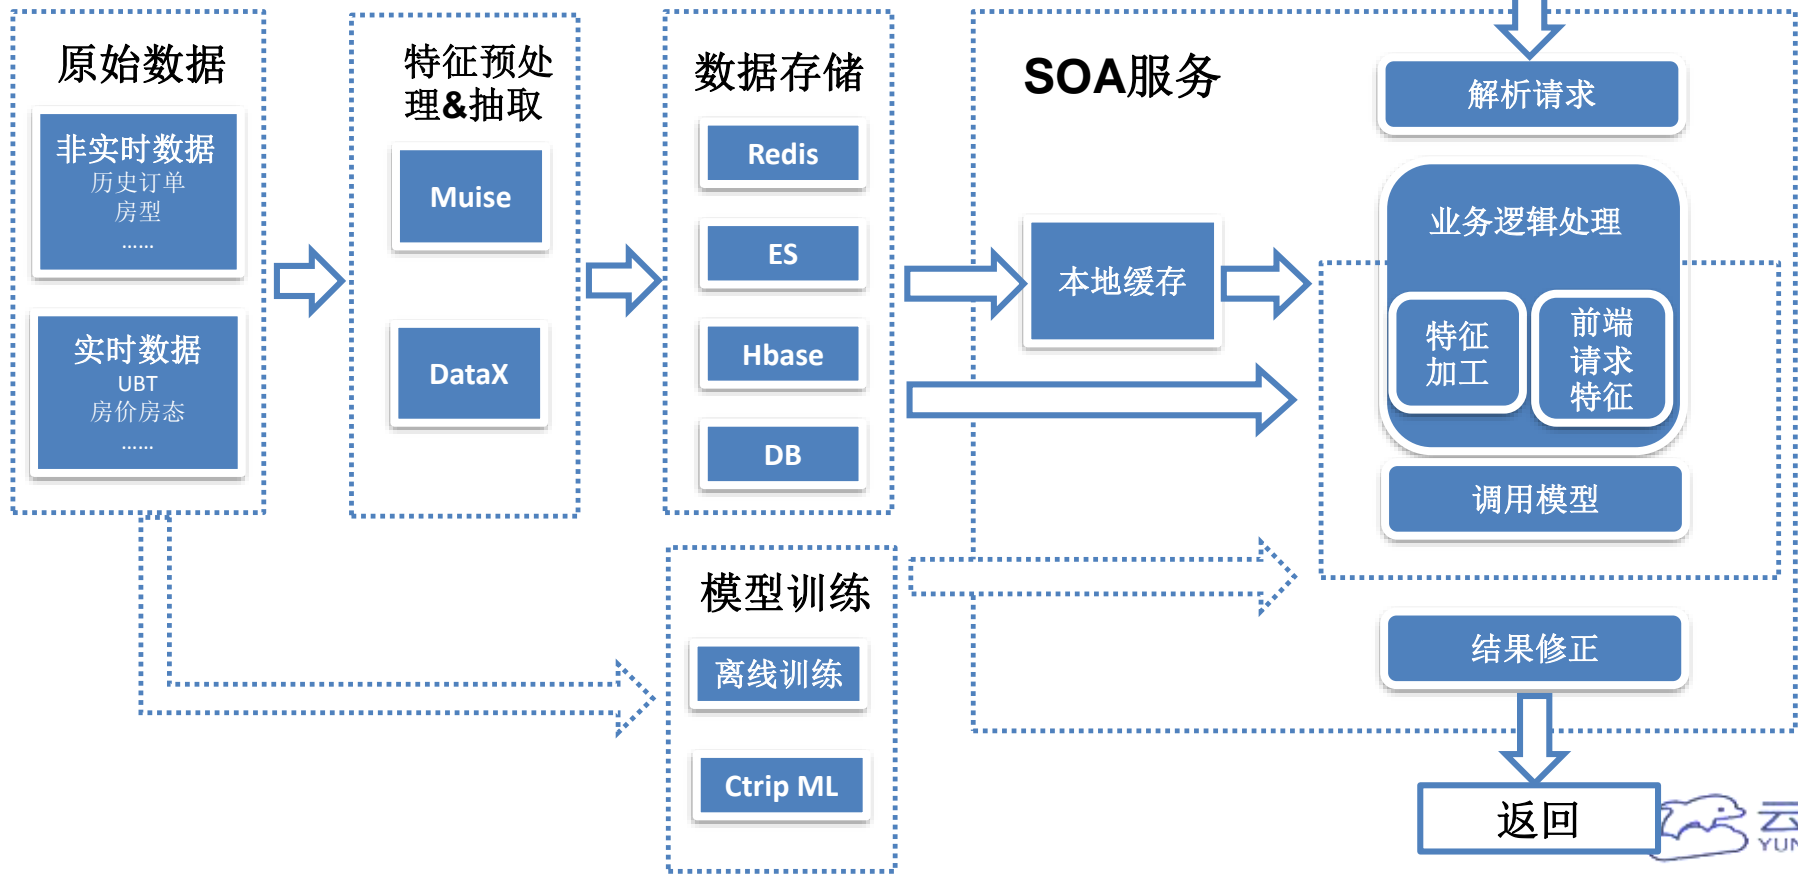 原始数据
非实时数据
历史订单
房型
......
实时数据
UBT
房价房态
......
特征预处
理&抽取
Muise
DataX
数据存储
Redis
ES
Hbase
DB
模型训练
离线训练
Ctrip ML
SOA服务
本地缓存
解析请求
业务逻辑处理
特征
加工
前端
请求
特征
调用模型
结果修正
返回
云
YUN